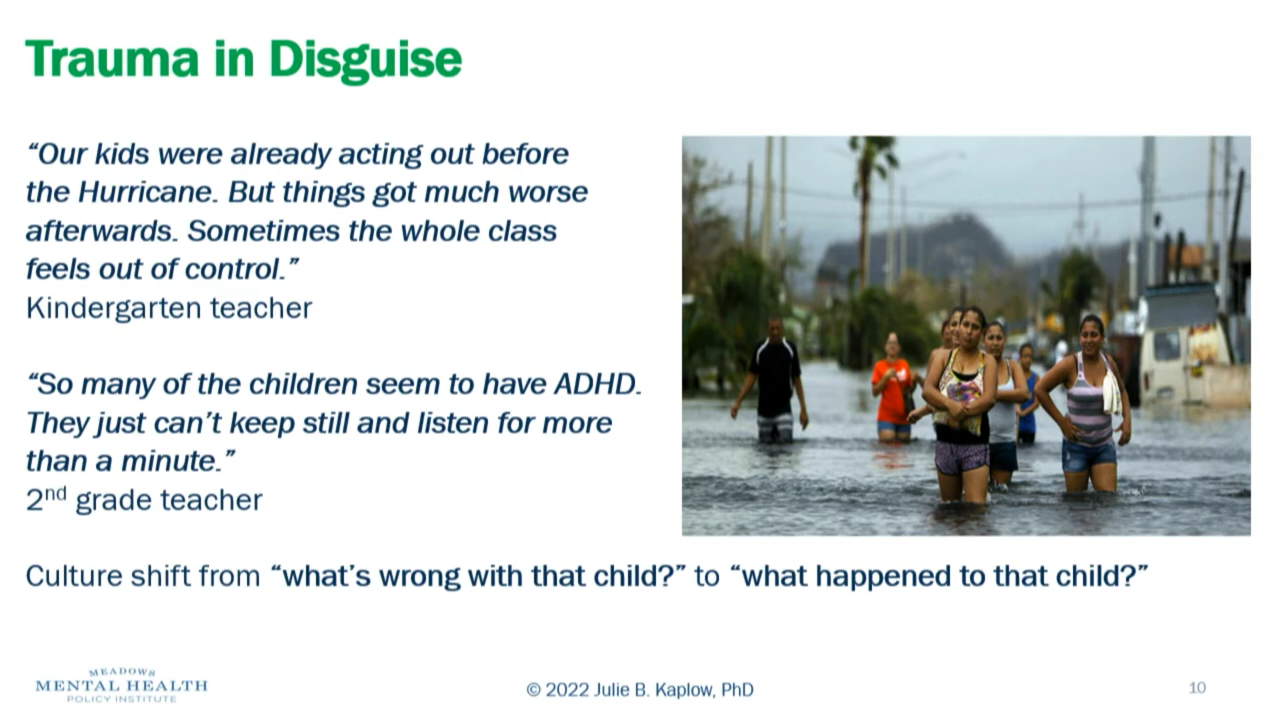 Trauma in Disguise
“Our kids were already acting out before
the Hurricane. But things got much worse
afterwards. Sometimes the whole class
feels out of control.”
Kindergarten teacher
“So many of the children seem to have ADHD.
They just can’t keep still and listen for more
than a minute.”
2nd grade teacher
Culture shift from “what’s wrong with that child?” to “what happened to that child?”
MEADOWS
MENTAL HEALTH
POLICY INSTITUTE
© 2022 Julie B. Kaplow, PhD
10